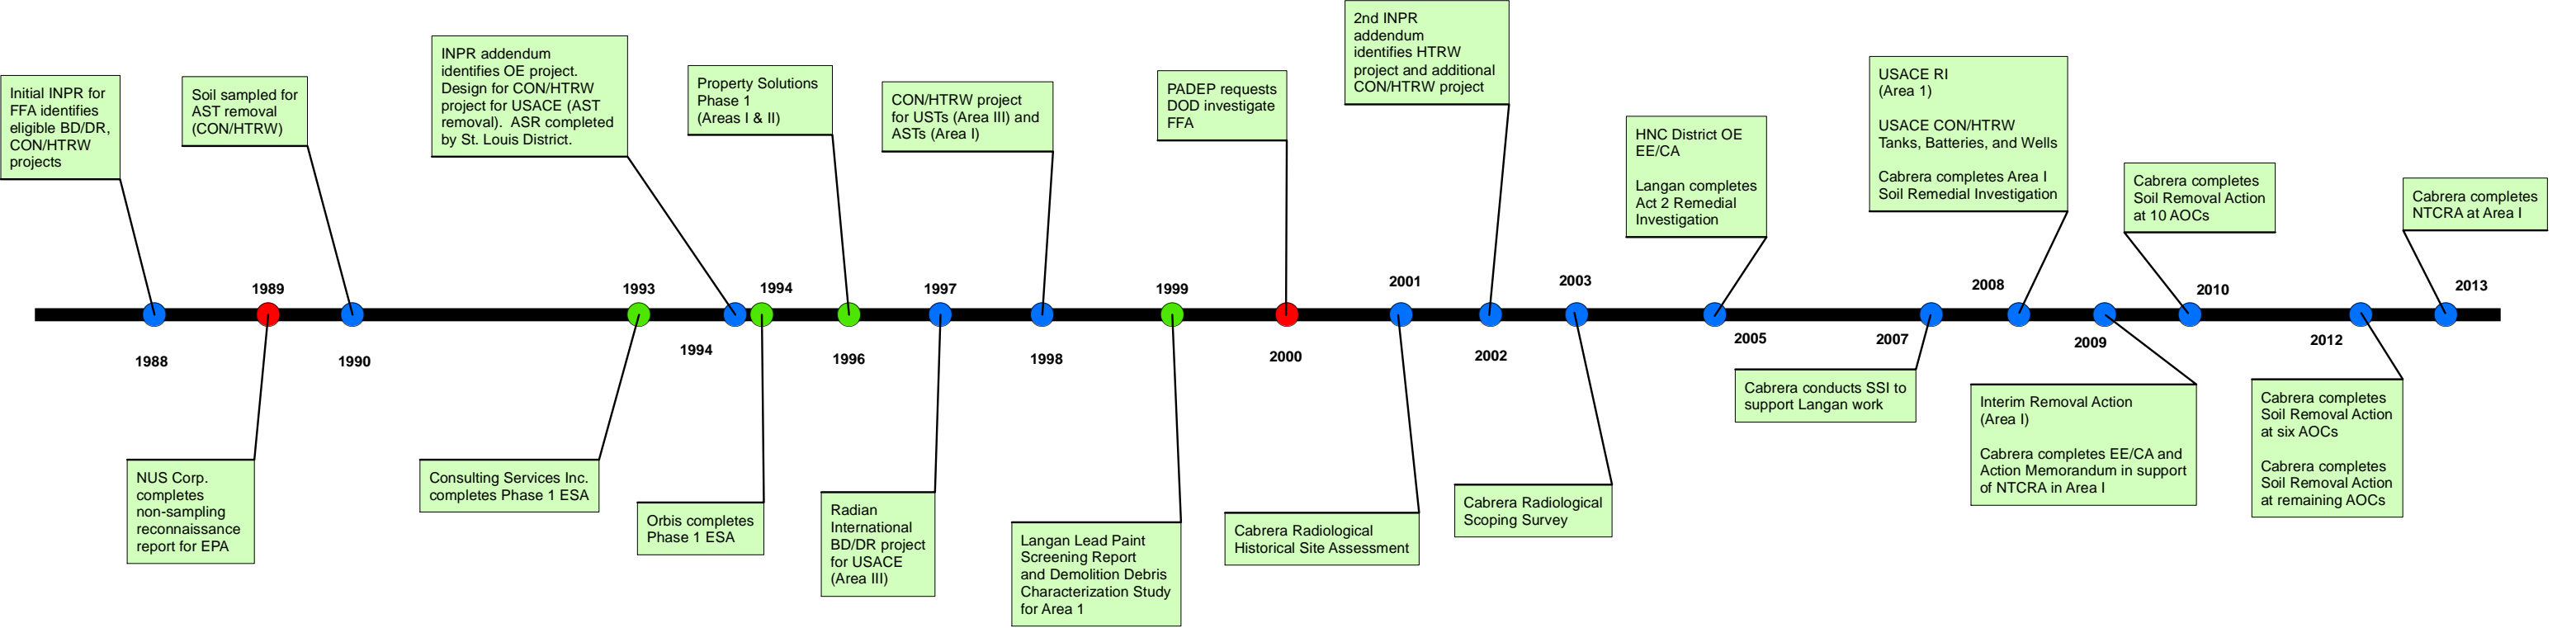 Initial INPR for
FFA identifies
eligible BD/DR,
CON/HTRW
projects
Soil sampled for
AST removal
(CON/HTRW)
INPR addendum
identifies OE project.
Design for CON/HTRW
project for USACE (AST
removal).  ASR completed
by St. Louis District.
Property Solutions
Phase 1
(Areas I & II)
CON/HTRW project
for USTs (Area III) and
ASTs (Area I)
PADEP requests
DOD investigate
FFA
2nd INPR
addendum
identifies HTRW
project and additional
CON/HTRW project
HNC District OE
EE/CA
Langan completes
Act 2 Remedial
Investigation
USACE RI
(Area 1)
USACE CON/HTRW
Tanks, Batteries, and Wells
Cabrera completes Area I
Soil Remedial Investigation
Cabrera completes
Soil Removal Action
at 10 AOCs
Cabrera completes
NTCRA at Area I
1989
1993
1994
1997
1999
2001
2003
2008
2010
2013
1988
1990
1994
1996
1998
2000
2002
2005
2007
2009
2012
NUS Corp.
completes
non-sampling
reconnaissance
report for EPA
Consulting Services Inc.
completes Phase 1 ESA
Orbis completes
Phase 1 ESA
Radian
International
BD/DR project
for USACE
(Area III)
Langan Lead Paint
Screening Report
and Demolition Debris
Characterization Study
for Area 1
Cabrera Radiological
Historical Site Assessment
Cabrera Radiological
Scoping Survey
Cabrera conducts SSI to
support Langan work
Interim Removal Action
(Area I)
Cabrera completes EE/CA and
Action Memorandum in support
of NTCRA in Area I
Cabrera completes
Soil Removal Action
at six AOCs
Cabrera completes
Soil Removal Action
at remaining AOCs